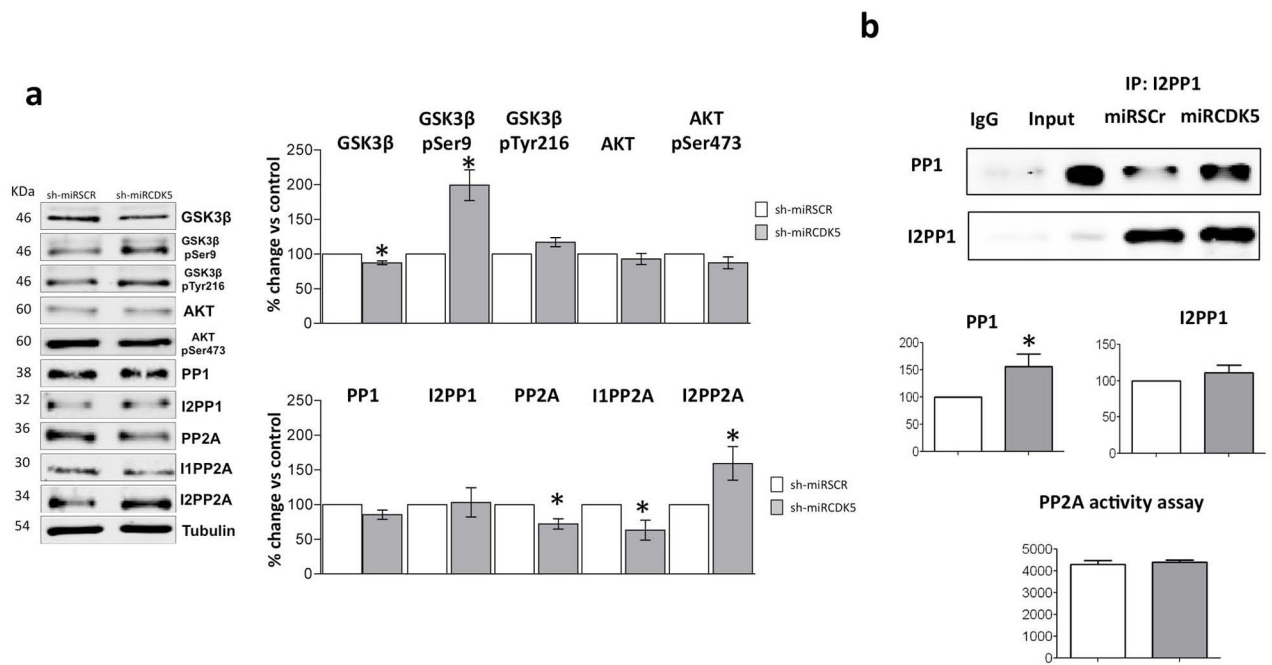 a
KDa
sh-miRSCR sh-miRCDK5
46 GSK3β
46 GSK3β
pSer9
46 GSK3β
pTyr216
60 AKT
60 AKT
pSer473
38 PP1
32 I2PP1
36 PP2A
30 I1PP2A
34 I2PP2A
54 Tubulin
% change vs control
250
200
150
100
50
0
GSK3β
GSK3β
pSer9
GSK3β
pTyr216
AKT
AKT
pSer473
*
*
sh-miRSCR
sh-miRCDK5
% change vs control
250
200
150
100
50
0
PP1 I2PP1 PP2A I1PP2A I2PP2A
* * *
sh-miRSCR
sh-miRCDK5
b
IP: I2PP1
IgG Input miRSCr miRCDK5
PP1
I2PP1
PP1
200
150
100
50
0
*
I2PP1
150
100
50
0
PP2A activity assay
5000
4000
3000
2000
1000
0